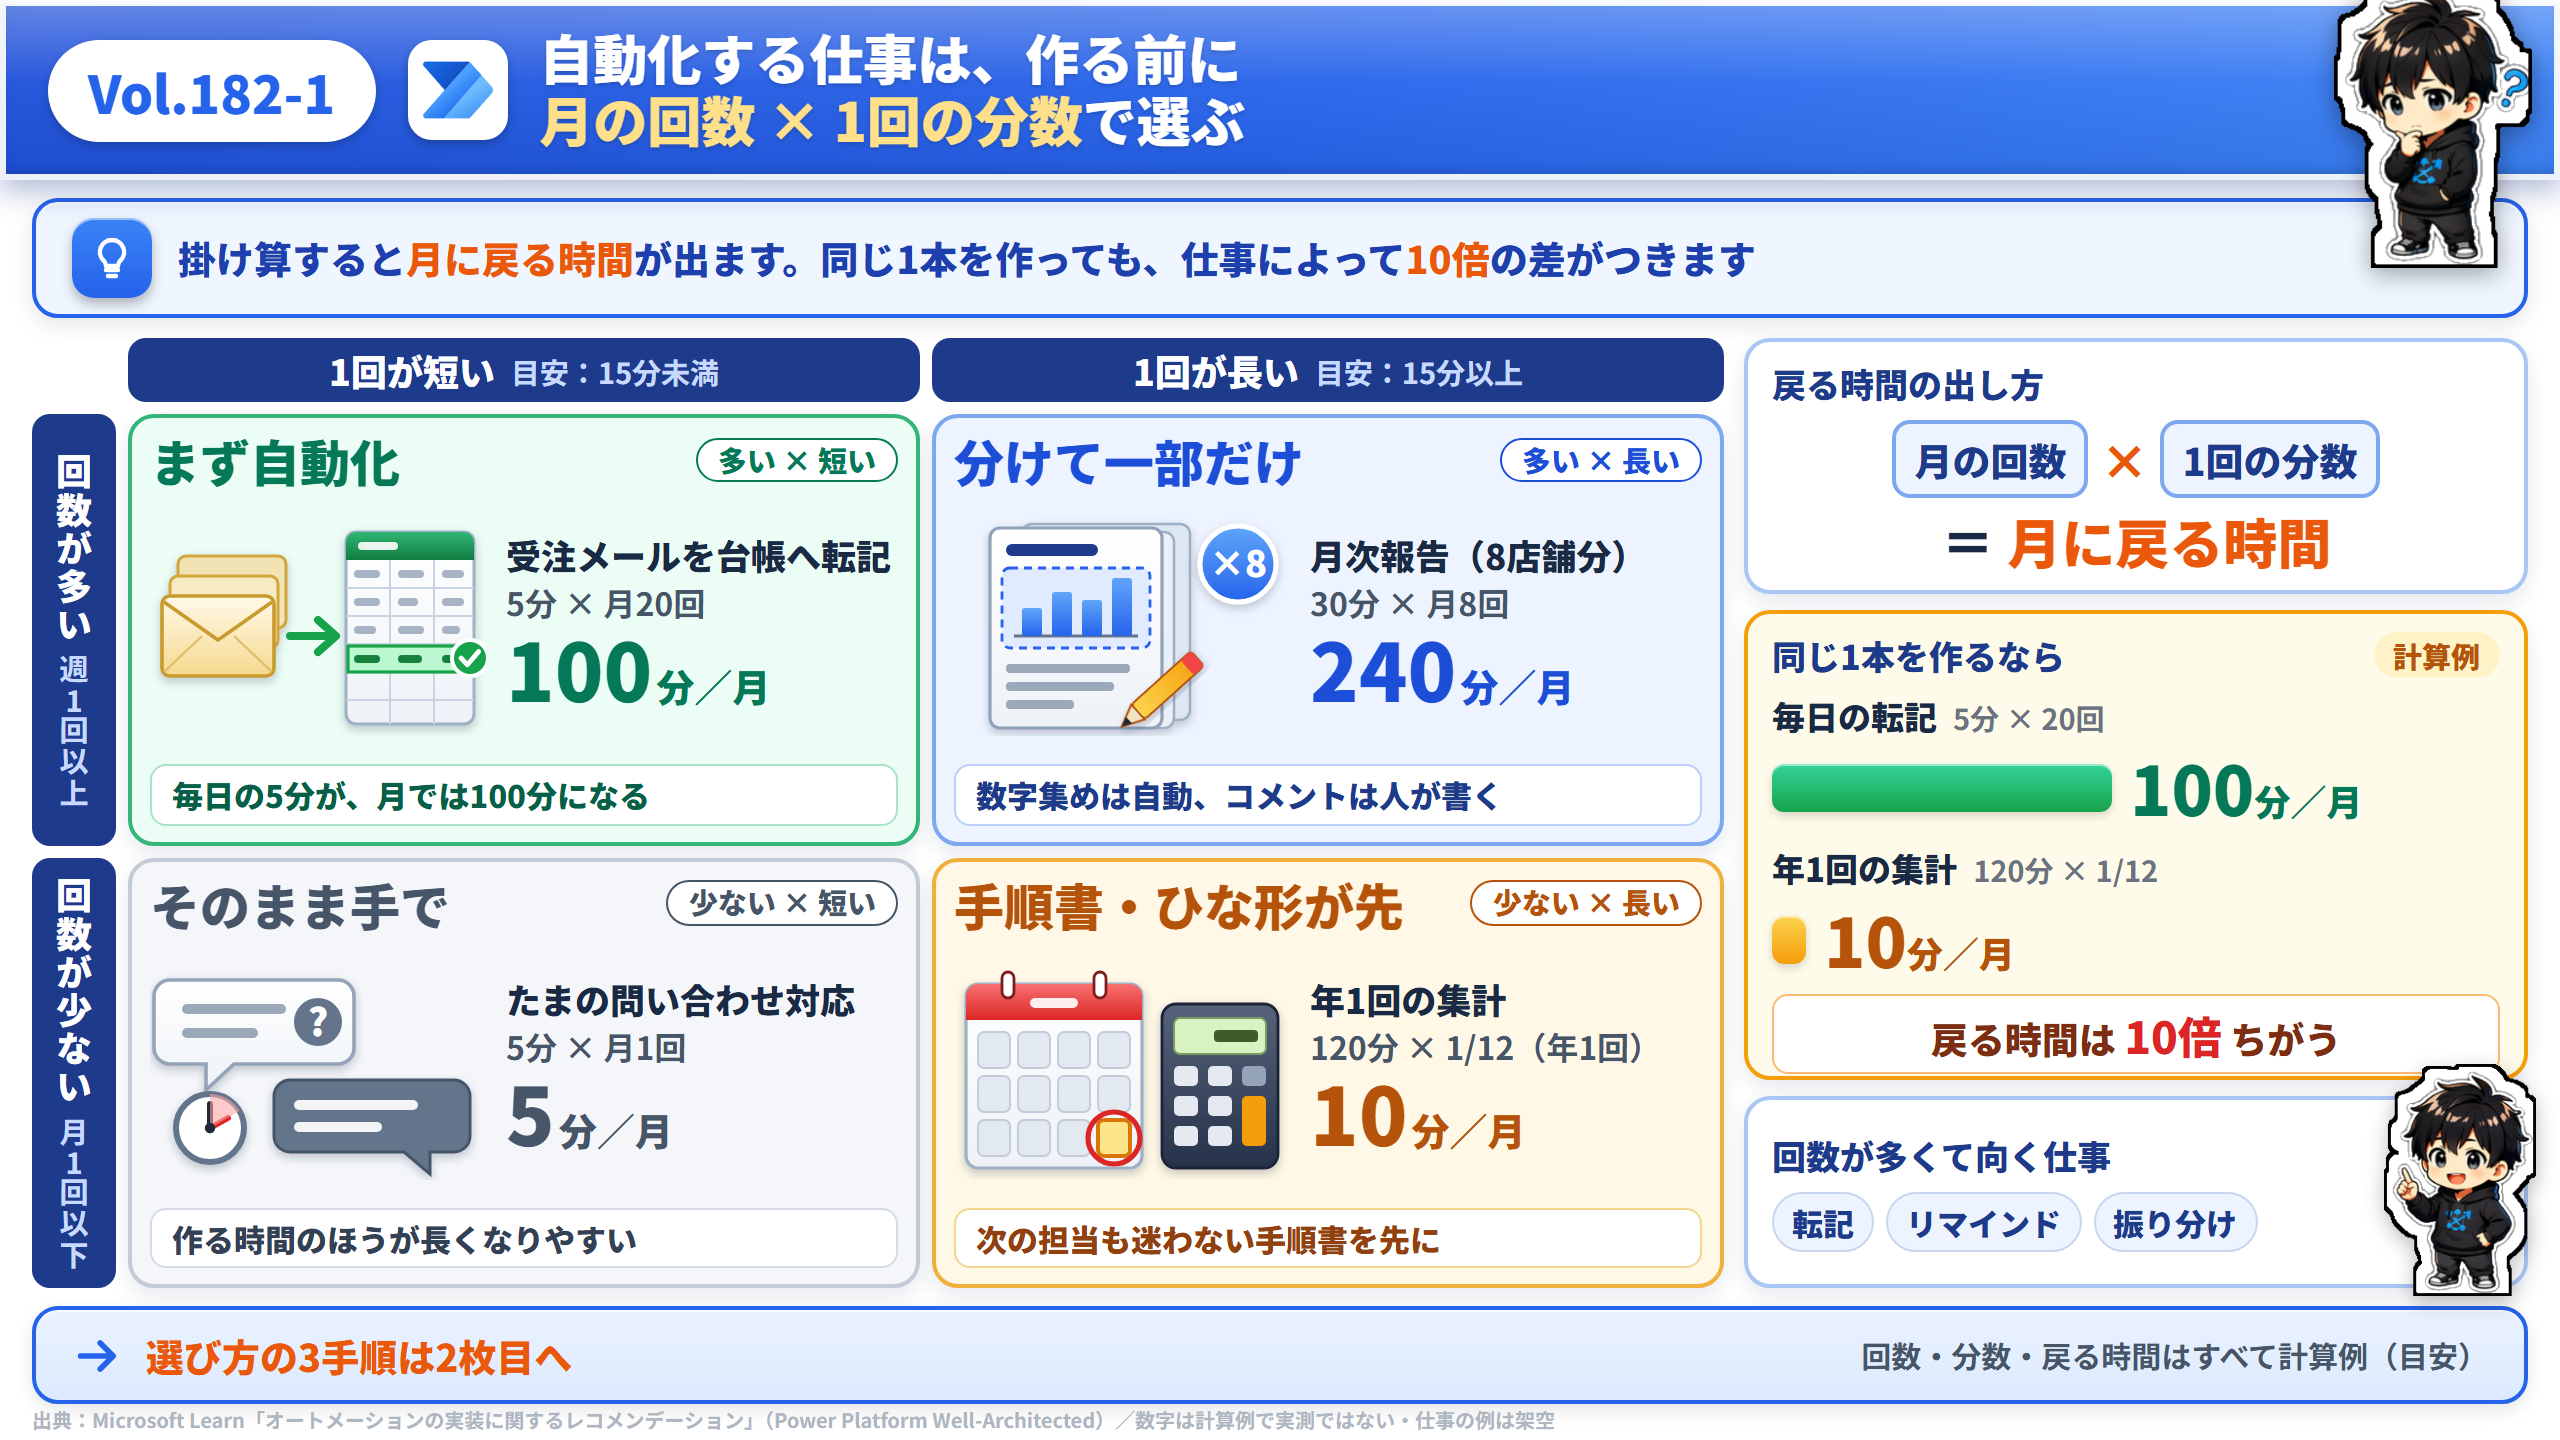 Vol.182-1
自動化する仕事は、作る前に
月の回数 × 1回の分数で選ぶ
?
掛け算すると月に戻る時間が出ます。同じ1本を作っても、仕事によって10倍の差がつきます
1回が短い 目安：15分未満
1回が長い 目安：15分以上
回数が多い 週1回以上
まず自動化
多い × 短い
受注メールを台帳へ転記
5分 × 月20回
100分／月
毎日の5分が、月では100分になる
分けて一部だけ
多い × 長い
×8
月次報告（8店舗分）
30分 × 月8回
240分／月
数字集めは自動、コメントは人が書く
回数が少ない 月1回以下
そのまま手で
少ない × 短い
?
たまの問い合わせ対応
5分 × 月1回
5分／月
作る時間のほうが長くなりやすい
手順書・ひな形が先
少ない × 長い
年1回の集計
120分 × 1/12（年1回）
10分／月
次の担当も迷わない手順書を先に
戻る時間の出し方
月の回数 × 1回の分数
＝ 月に戻る時間
同じ1本を作るなら
計算例
毎日の転記 5分 × 20回
100分／月
年1回の集計 120分 × 1/12
10分／月
戻る時間は 10倍 ちがう
回数が多くて向く仕事
転記 リマインド 振り分け
→ 選び方の3手順は2枚目へ
回数・分数・戻る時間はすべて計算例（目安）
出典：Microsoft Learn「オートメーションの実装に関するレコメンデーション」（Power Platform Well-Architected）／数字は計算例で実測ではない・仕事の例は架空